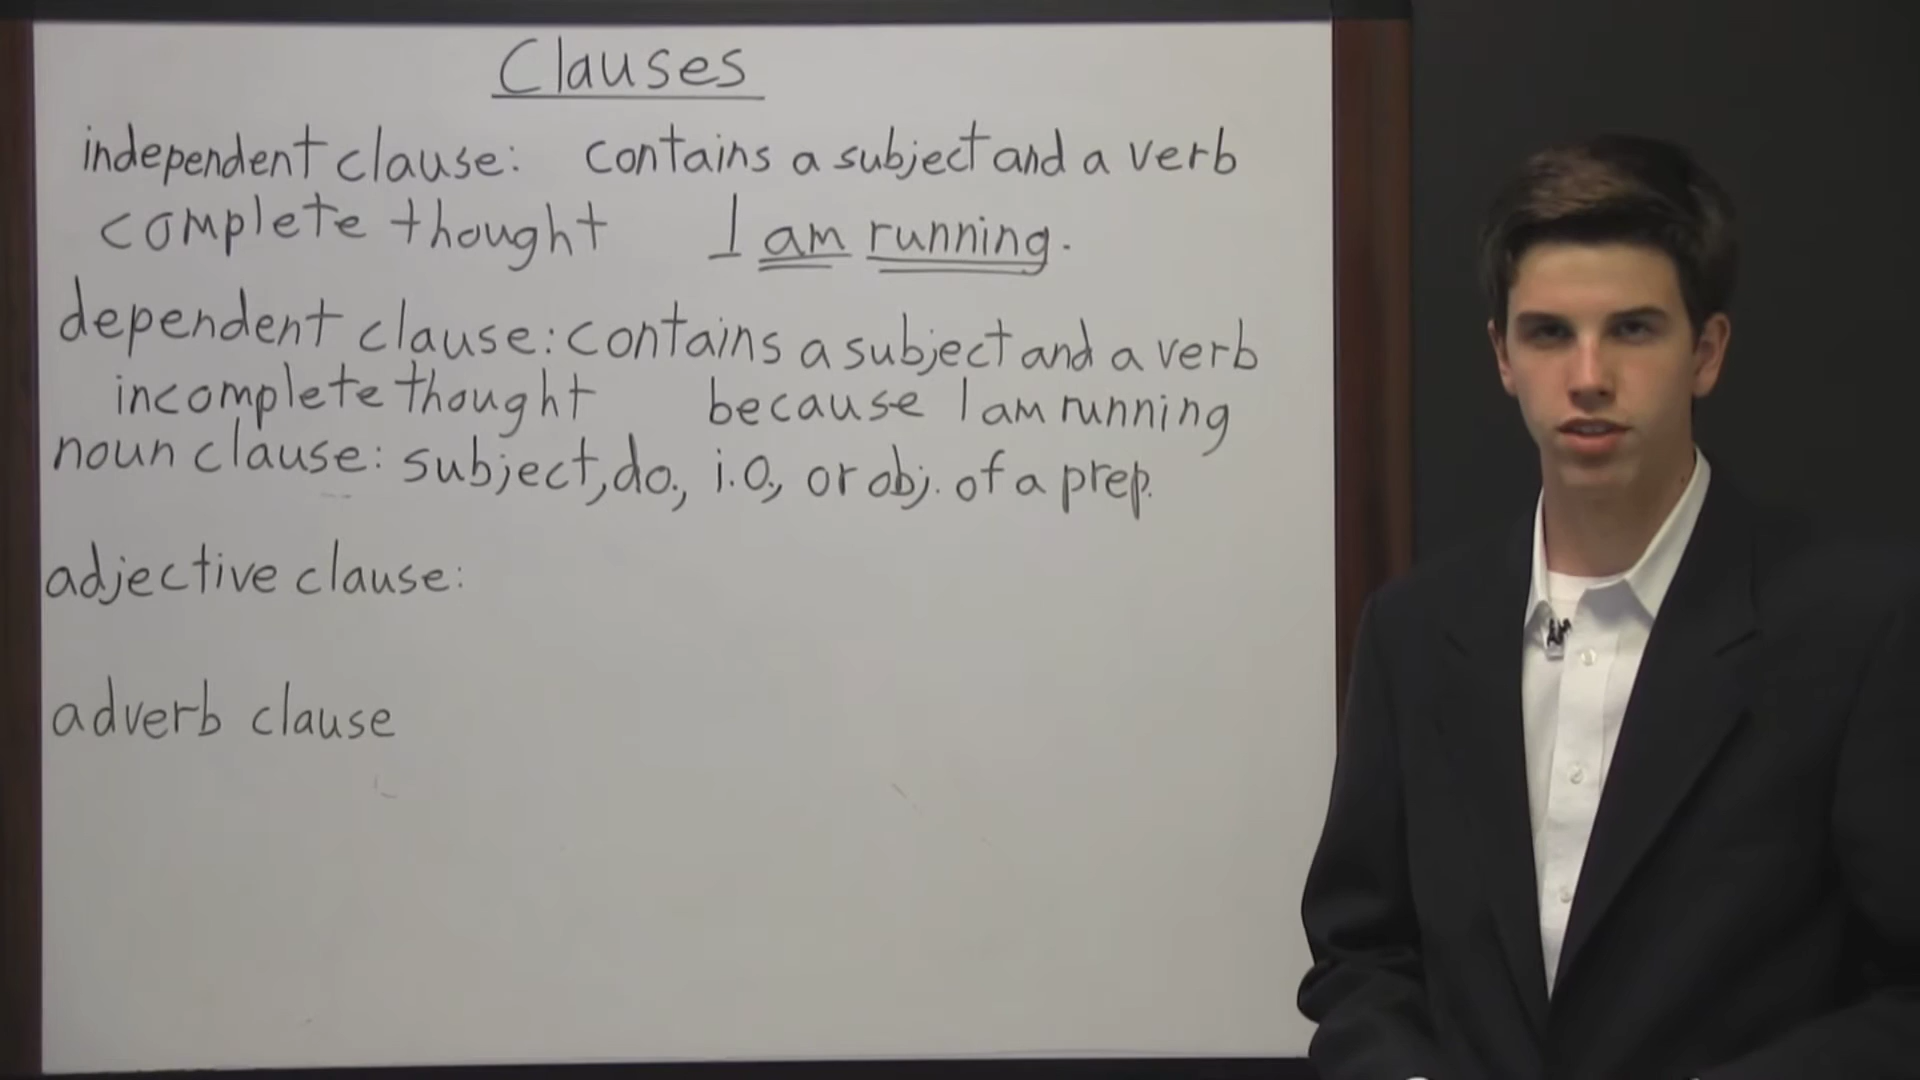 Clauses
independent clause: contains a subject and a verb
complete thought I am running.
dependent clause: contains a subject and a verb
incomplete thought because I am running
noun clause: subject, d.o., i.o., or obj. of a prep.
adjective clause:
adverb clause